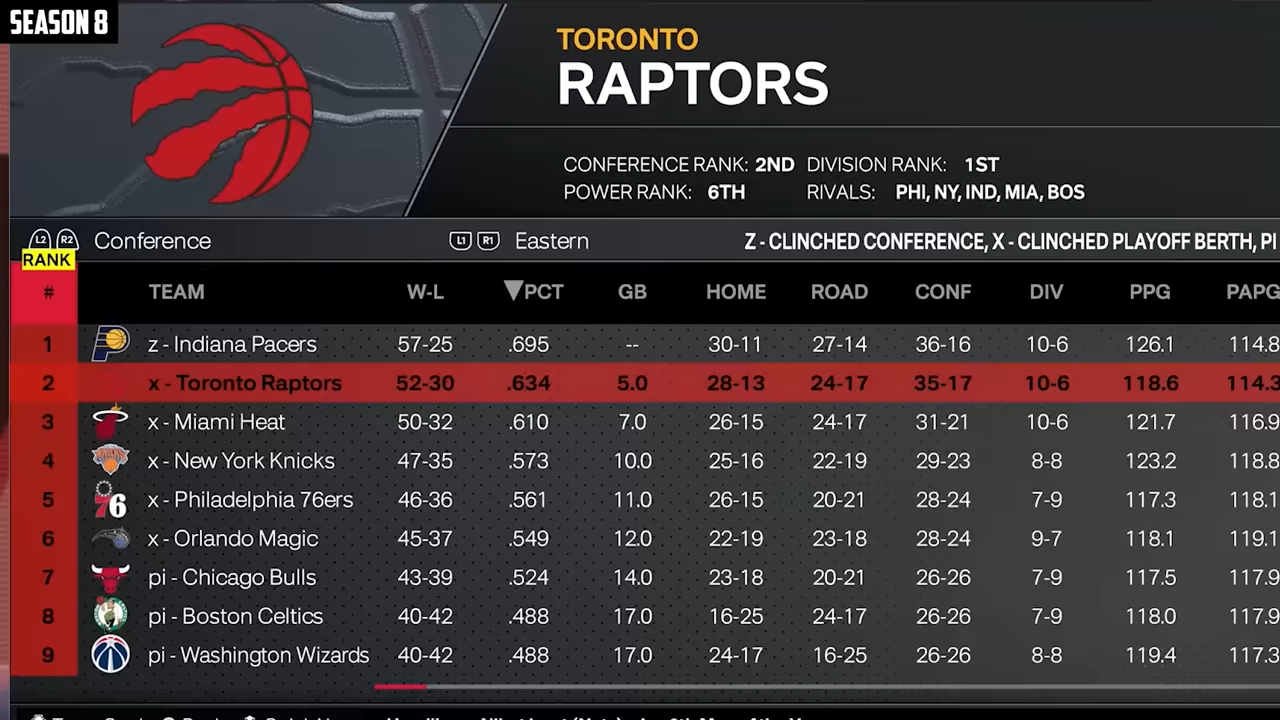 SEASON 8
TORONTO
RAPTORS
CONFERENCE RANK: 2ND DIVISION RANK: 1ST
POWER RANK: 6TH RIVALS: PHI, NY, IND, MIA, BOS
L2 R2 Conference L1 R1 Eastern Z - CLINCHED CONFERENCE, X - CLINCHED PLAYOFF BERTH, PI
RANK
# TEAM W-L ▼PCT GB HOME ROAD CONF DIV PPG PAPG
1 z - Indiana Pacers 57-25 .695 -- 30-11 27-14 36-16 10-6 126.1 114.8
2 x - Toronto Raptors 52-30 .634 5.0 28-13 24-17 35-17 10-6 118.6 114.3
3 x - Miami Heat 50-32 .610 7.0 26-15 24-17 31-21 10-6 121.7 116.9
4 x - New York Knicks 47-35 .573 10.0 25-16 22-19 29-23 8-8 123.2 118.8
5 x - Philadelphia 76ers 46-36 .561 11.0 26-15 20-21 28-24 7-9 117.3 118.1
6 x - Orlando Magic 45-37 .549 12.0 22-19 23-18 28-24 9-7 118.1 119.1
7 pi - Chicago Bulls 43-39 .524 14.0 23-18 20-21 26-26 7-9 117.5 117.9
8 pi - Boston Celtics 40-42 .488 17.0 16-25 24-17 26-26 7-9 118.0 117.9
9 pi - Washington Wizards 40-42 .488 17.0 24-17 16-25 26-26 8-8 119.4 117.3